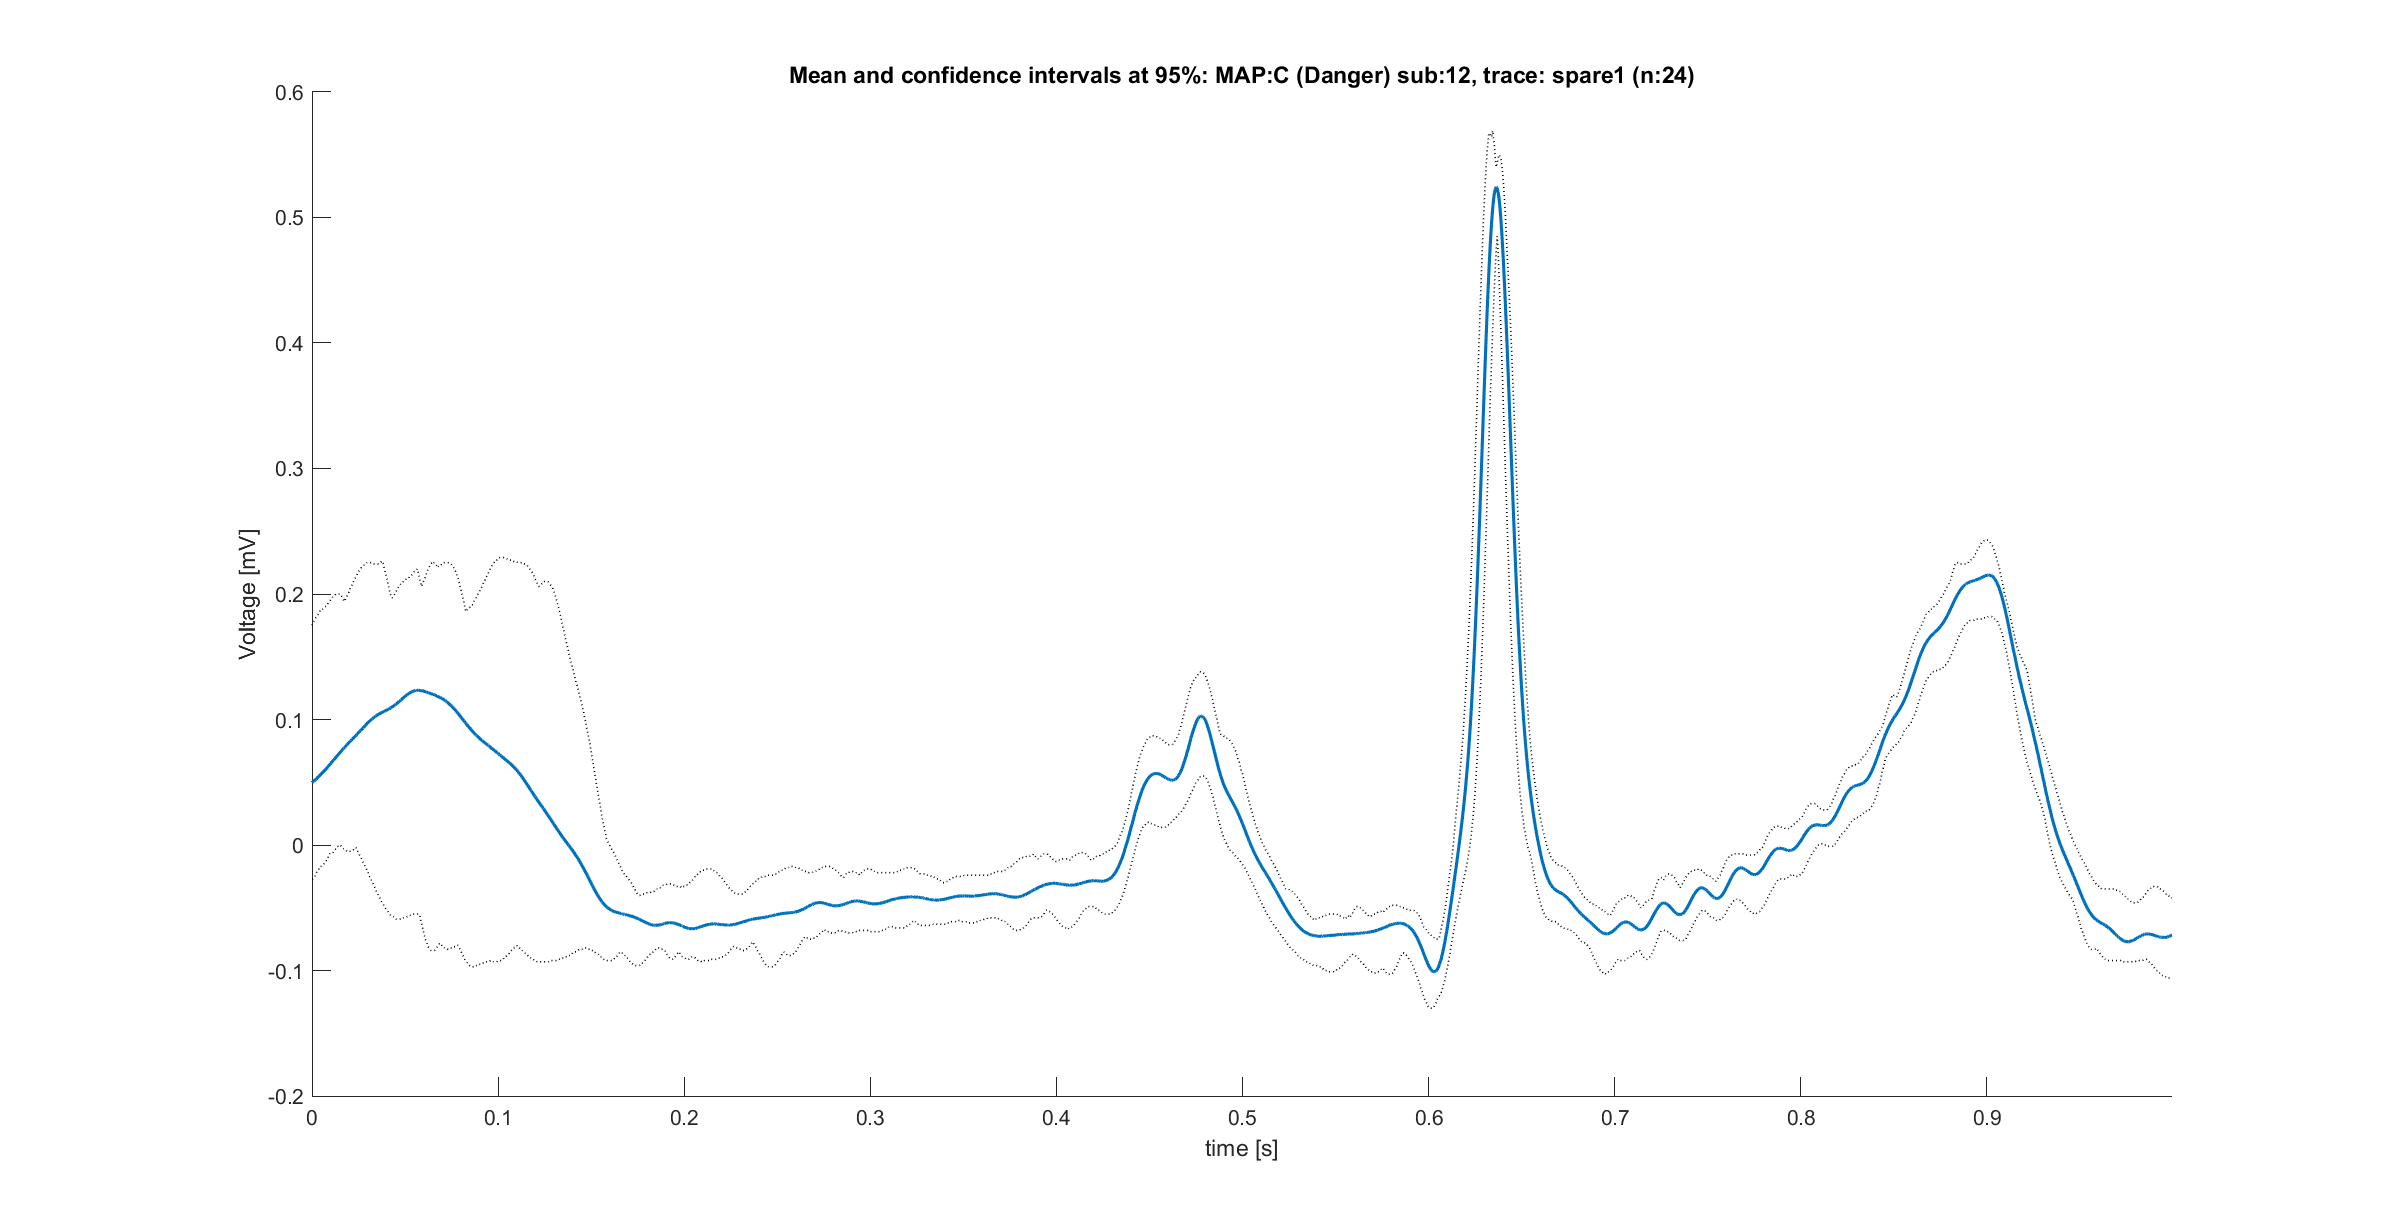 Mean and confidence intervals at 95%: MAP:C (Danger) sub:12, trace: spare1 (n:24)
0.6
0.5
0.4
0.3
0.2
0.1
0
-0.1
-0.2
Voltage [mV]
0 0.1 0.2 0.3 0.4 0.5 0.6 0.7 0.8 0.9
time [s]